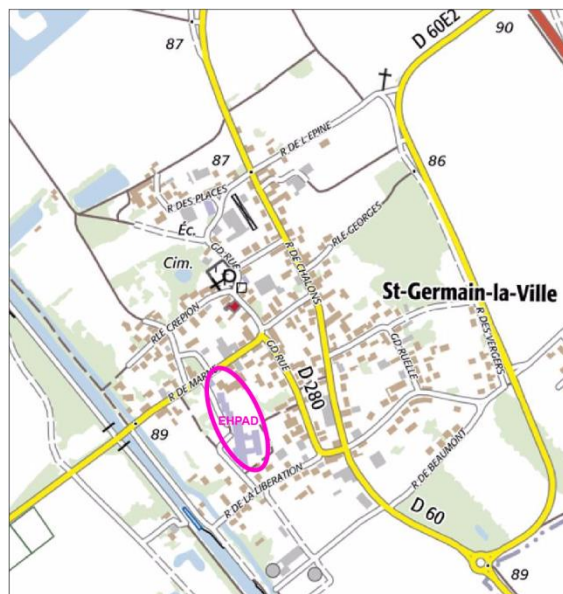 87
D 60E2
90
R DE L'EPINE
87
86
R DES PLACES
Éc.
GD RUE
RLE-GEORGES
Cim.
R DE CHALONS
St-Germain-la-Ville
RLE CREPION
R DES VERGERS
GD RUE
GD RUELLE
R DE MARNE
D 280
EHPAD
89
R DE LA LIBERATION
R DE BEAUMONT
D 60
89